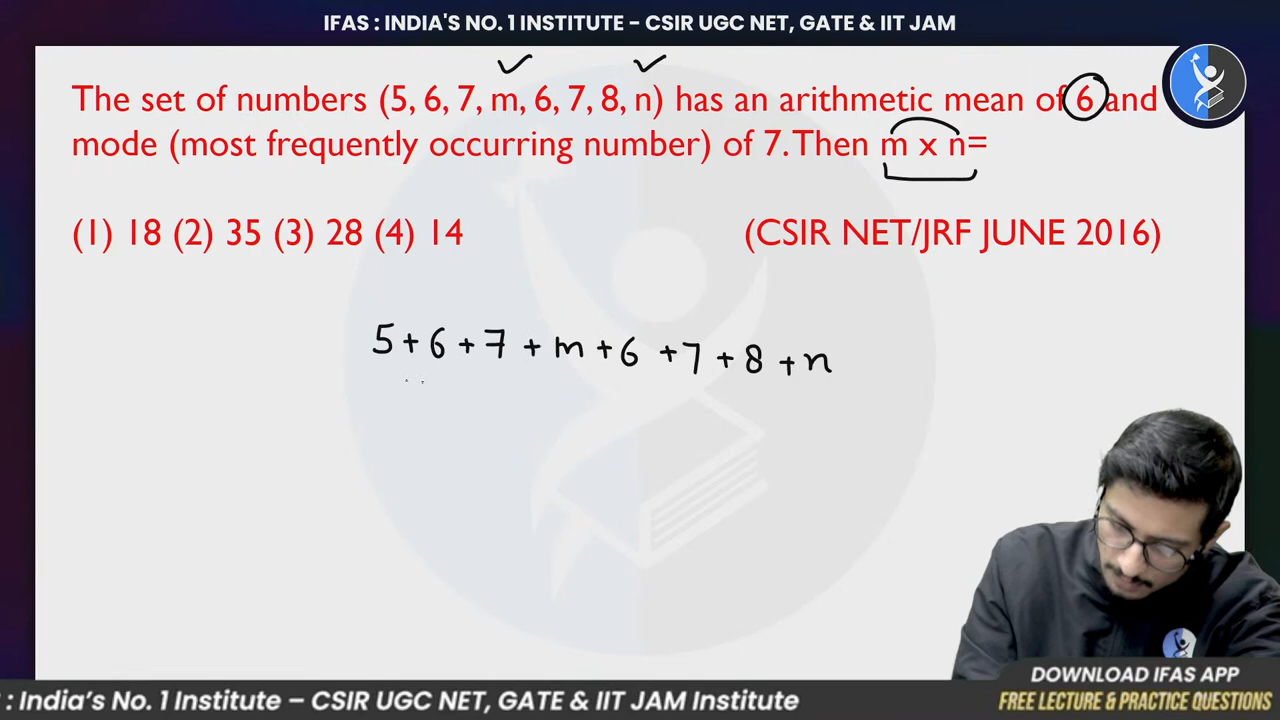 IFAS : INDIA'S NO. 1 INSTITUTE – CSIR UGC NET, GATE & IIT JAM
The set of numbers (5, 6, 7, m, 6, 7, 8, n) has an arithmetic mean of 6 and
mode (most frequently occurring number) of 7. Then m x n=
(1) 18 (2) 35 (3) 28 (4) 14 (CSIR NET/JRF JUNE 2016)
5+6+7+m+6+7+8+n
DOWNLOAD IFAS APP
: India's No. 1 Institute – CSIR UGC NET, GATE & IIT JAM Institute
FREE LECTURE & PRACTICE QUESTIONS